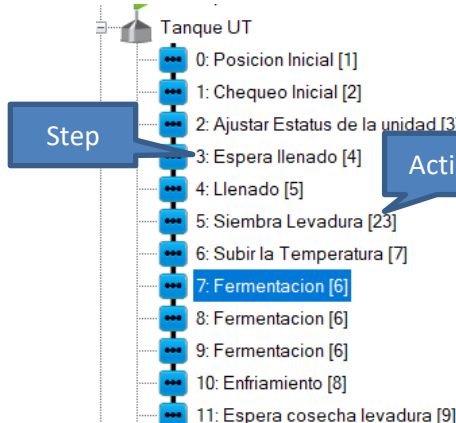 Tanque UT
0: Posicion Inicial [1]
1: Chequeo Inicial [2]
2: Ajustar Estatus de la unidad [3]
Step
3: Espera llenado [4]
Acti
4: Llenado [5]
5: Siembra Levadura [23]
6: Subir la Temperatura [7]
7: Fermentacion [6]
8: Fermentacion [6]
9: Fermentacion [6]
10: Enfriamiento [8]
11: Espera cosecha levadura [9]